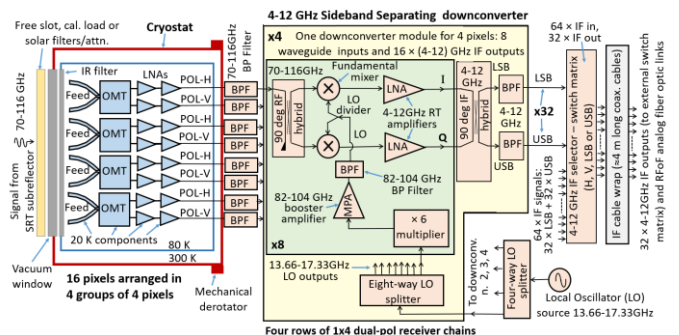 4-12 GHz Sideband Separating downconverter
Free slot, cal. load or
solar filters/attn.
Cryostat
IR filter
LNAs
POL-H
POL-V
Feed
OMT
POL-H
POL-V
Feed
OMT
POL-H
POL-V
Feed
OMT
POL-H
POL-V
Feed
OMT
20 K components
80 K
300 K
70-116 GHz
Signal from
SRT subreflector
Vacuum
window
16 pixels arranged in
4 groups of 4 pixels
Mechanical
derotator
70-116GHz
BP Filter
BPF
BPF
BPF
BPF
BPF
BPF
BPF
BPF
x4
One downconverter module for 4 pixels: 8
waveguide inputs and 16 × (4-12) GHz IF outputs
70-116GHz
90 deg RF
hybrid
Fundamental
mixer
LO
divider
LO
LNA
I
4-12GHz RT
amplifiers
LNA
Q
4-12
GHz
90 deg IF
hybrid
LSB
BPF
4-12
GHz
BPF
USB
LSB
x32
USB
BPF
82-104 GHz
BP Filter
82-104 GHz
booster
amplifier
MPA
× 6
multiplier
x8
13.66-17.33GHz
LO outputs
Eight-way LO
splitter
To downconv.
n. 2, 3, 4
Four-way LO
splitter
Local Oscillator (LO)
source 13.66-17.33GHz
64 × IF in,
32 × IF out
64 × IF signals:
32 × LSB + 32 × USB
4-12 GHz IF selector – switch matrix
(H, V, LSB or USB)
IF cable wrap (≈4 m long coax. cables)
32 × 4-12GHz IF outputs (to external switch
matrix) and RFoF analog fiber optic links
Four rows of 1x4 dual-pol receiver chains